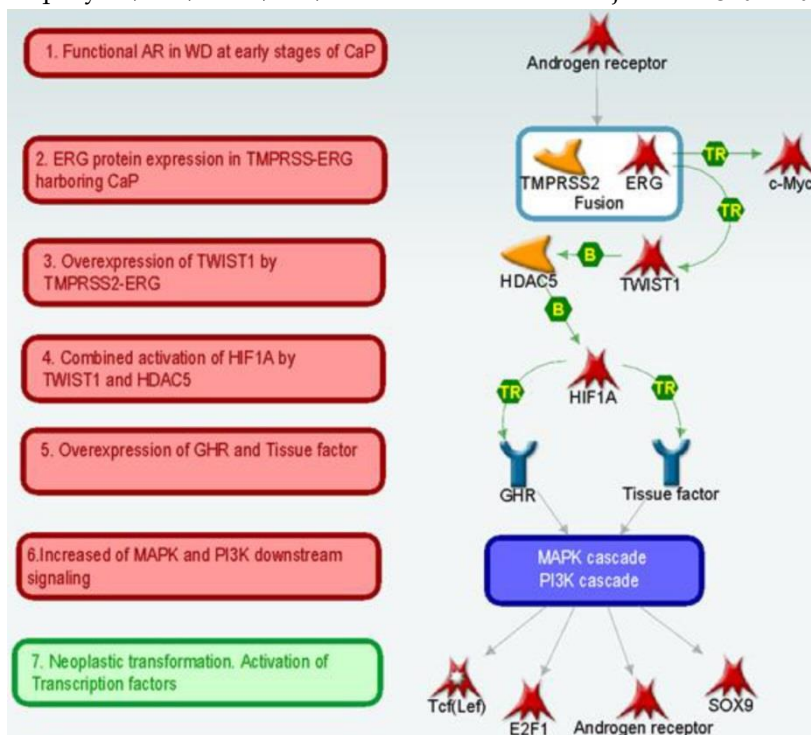 1. Functional AR in WD at early stages of CaP
Androgen receptor
2. ERG protein expression in TMPRSS-ERG
harboring CaP
TMPRSS2
ERG
Fusion
TR
c-Myc
TR
3. Overexpression of TWIST1 by
TMPRSS2-ERG
HDAC5
B
TWIST1
B
4. Combined activation of HIF1A by
TWIST1 and HDAC5
HIF1A
TR
TR
5. Overexpression of GHR and Tissue factor
GHR
Tissue factor
6.Increased of MAPK and PI3K downstream
signaling
MAPK cascade
PI3K cascade
7. Neoplastic transformation. Activation of
Transcription factors
Tcf(Lef)
E2F1
Androgen receptor
SOX9